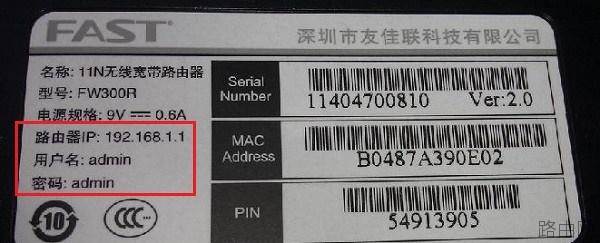 FAST®
深圳市友佳联科技有限公司
名称: 11N无线宽带路由器
型号: FW300R
电源规格: 9V ⎓ 0.6A
路由器IP: 192.168.1.1
用户名: admin
密码: admin
10
CCC
Serial Number
11404700810 Ver:2.0
MAC Address
B0487A390E02
PIN
54913905
路由